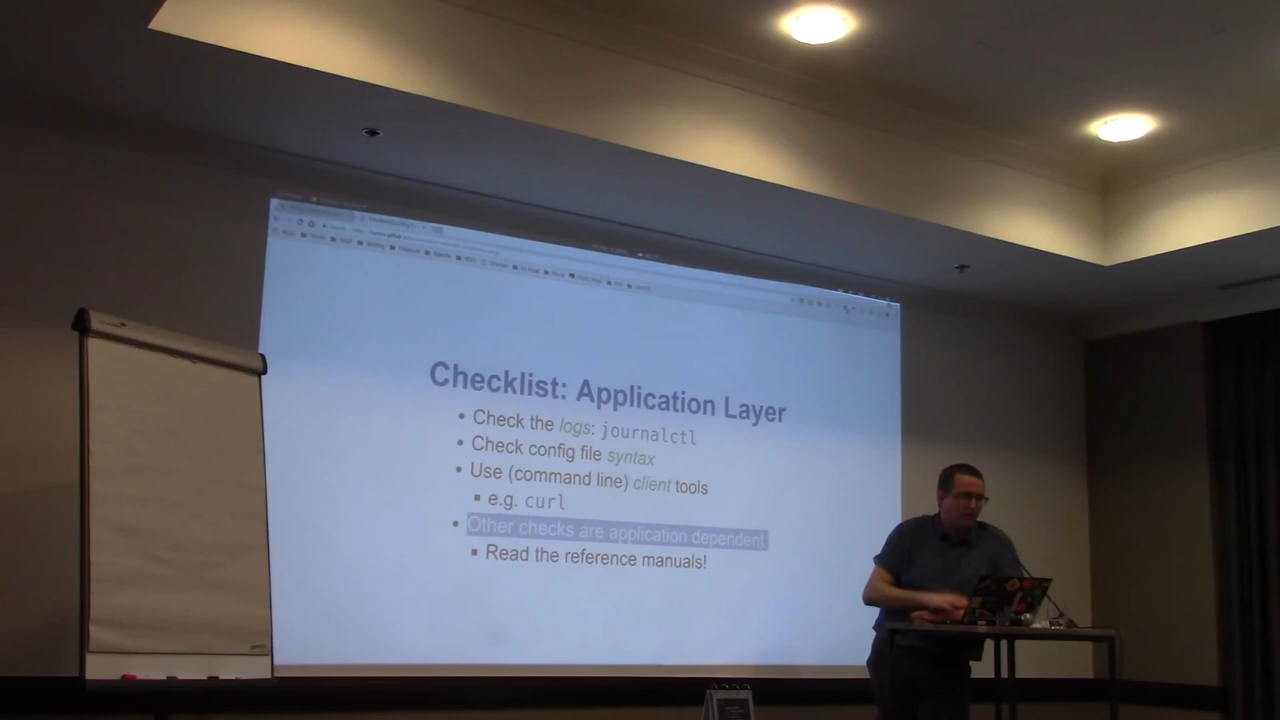 Checklist: Application Layer
• Check the logs: journalctl
• Check config file syntax
• Use (command line) client tools
▪ e.g. curl
• Other checks are application dependent
▪ Read the reference manuals!